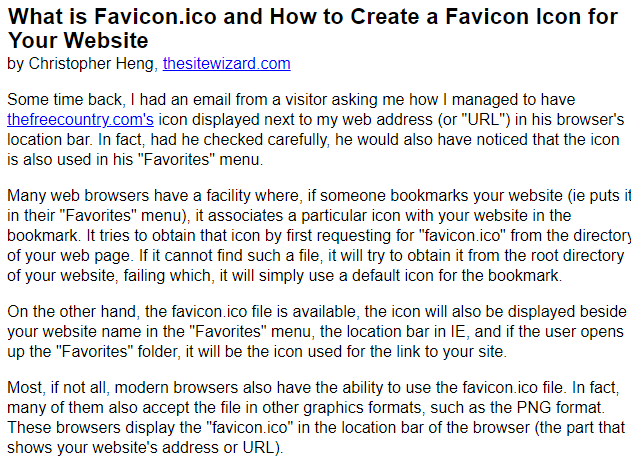 What is Favicon.ico and How to Create a Favicon Icon for
Your Website
by Christopher Heng, thesitewizard.com
Some time back, I had an email from a visitor asking me how I managed to have
thefreecountry.com's icon displayed next to my web address (or "URL") in his browser's
location bar. In fact, had he checked carefully, he would also have noticed that the icon
is also used in his "Favorites" menu.
Many web browsers have a facility where, if someone bookmarks your website (ie puts it
in their "Favorites" menu), it associates a particular icon with your website in the
bookmark. It tries to obtain that icon by first requesting for "favicon.ico" from the directory
of your web page. If it cannot find such a file, it will try to obtain it from the root directory
of your website, failing which, it will simply use a default icon for the bookmark.
On the other hand, the favicon.ico file is available, the icon will also be displayed beside
your website name in the "Favorites" menu, the location bar in IE, and if the user opens
up the "Favorites" folder, it will be the icon used for the link to your site.
Most, if not all, modern browsers also have the ability to use the favicon.ico file. In fact,
many of them also accept the file in other graphics formats, such as the PNG format.
These browsers display the "favicon.ico" in the location bar of the browser (the part that
shows your website's address or URL).